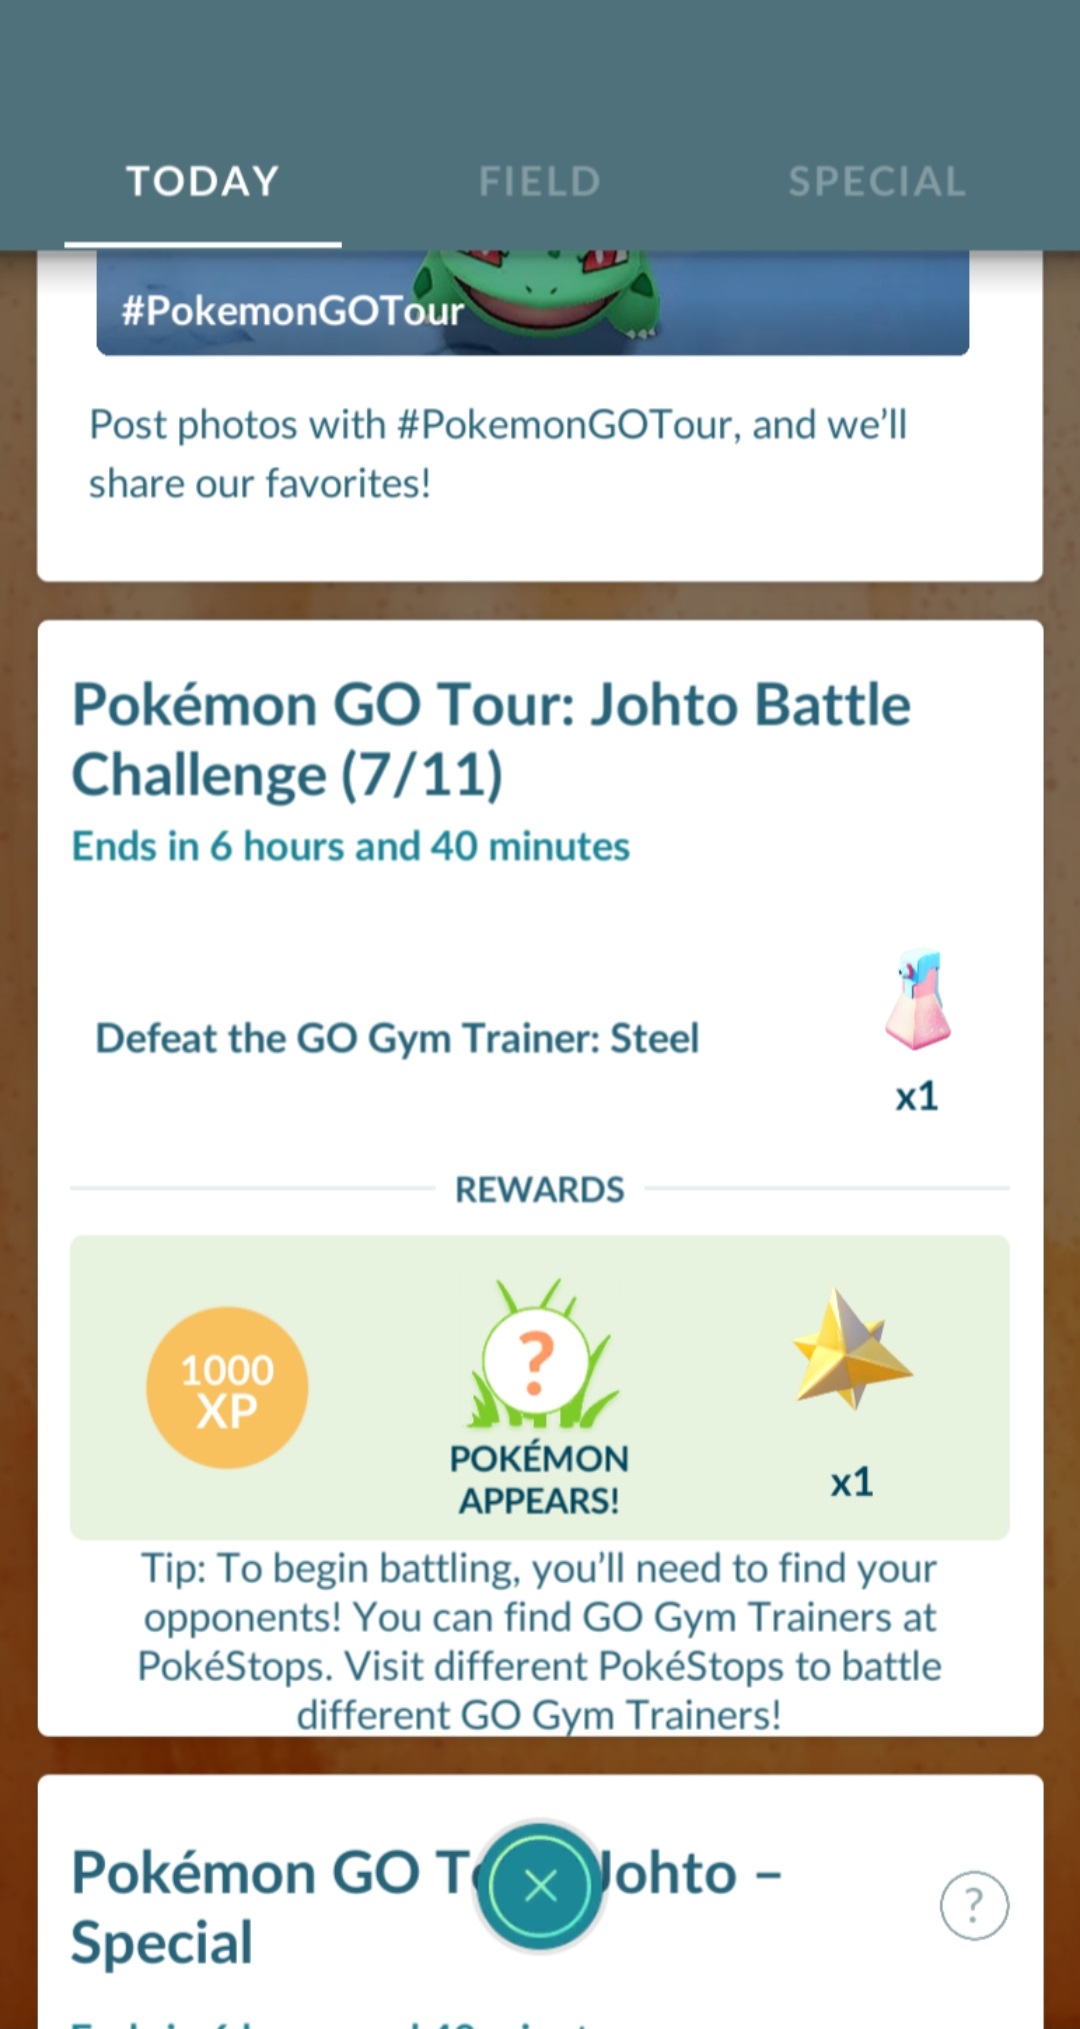 TODAY FIELD SPECIAL
#PokemonGOTour
Post photos with #PokemonGOTour, and we’ll
share our favorites!
Pokémon GO Tour: Johto Battle
Challenge (7/11)
Ends in 6 hours and 40 minutes
Defeat the GO Gym Trainer: Steel
x1
REWARDS
1000
XP
?
POKÉMON
APPEARS!
x1
Tip: To begin battling, you’ll need to find your
opponents! You can find GO Gym Trainers at
PokéStops. Visit different PokéStops to battle
different GO Gym Trainers!
Pokémon GO Johto –
Special
?